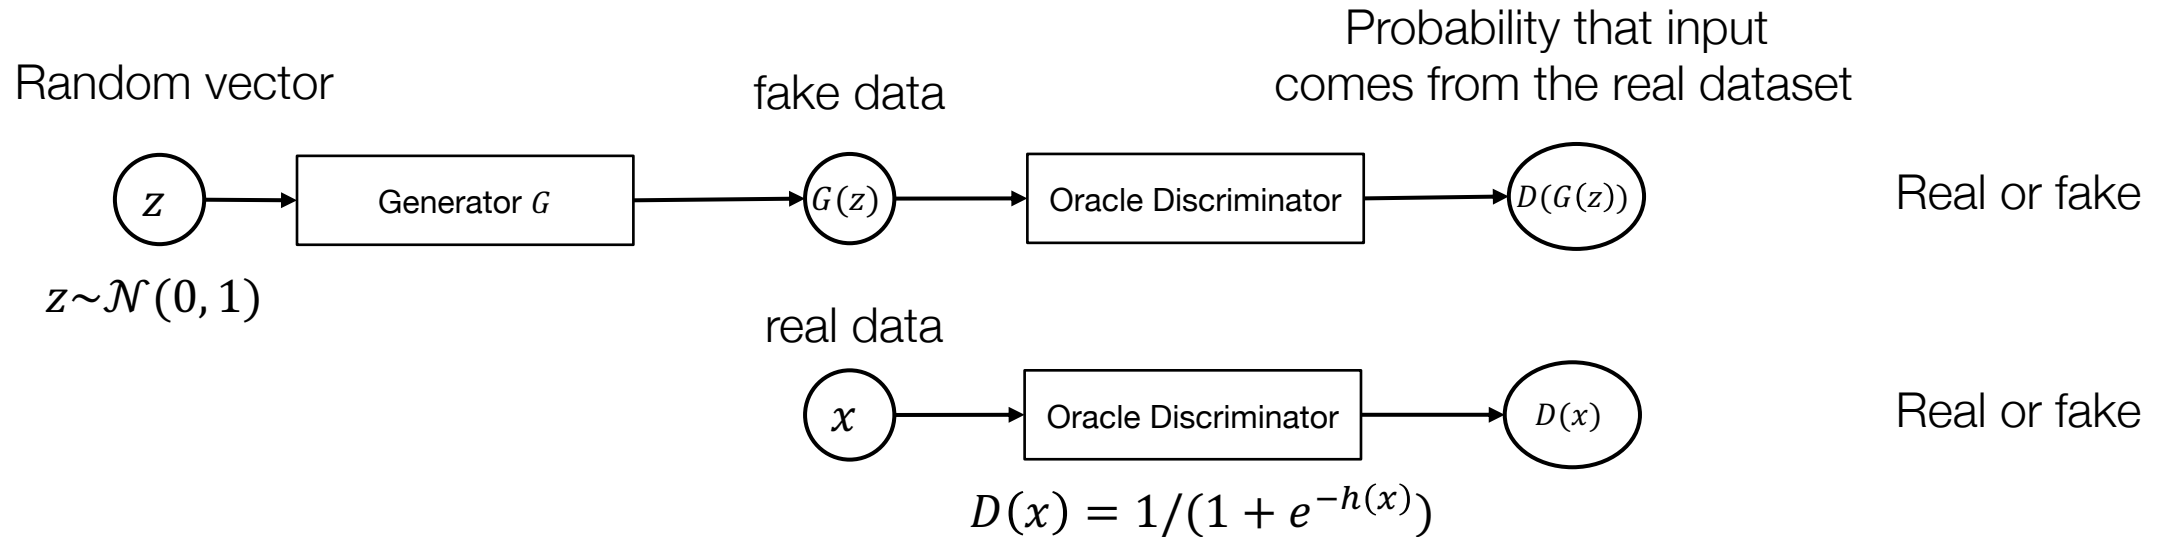 Random vector
fake data
Probability that input
comes from the real dataset
z
Generator G
G(z)
Oracle Discriminator
D(G(z))
Real or fake
z~𝒩(0, 1)
real data
x
Oracle Discriminator
D(x)
Real or fake
D(x) = 1/(1 + e^{-h(x)})